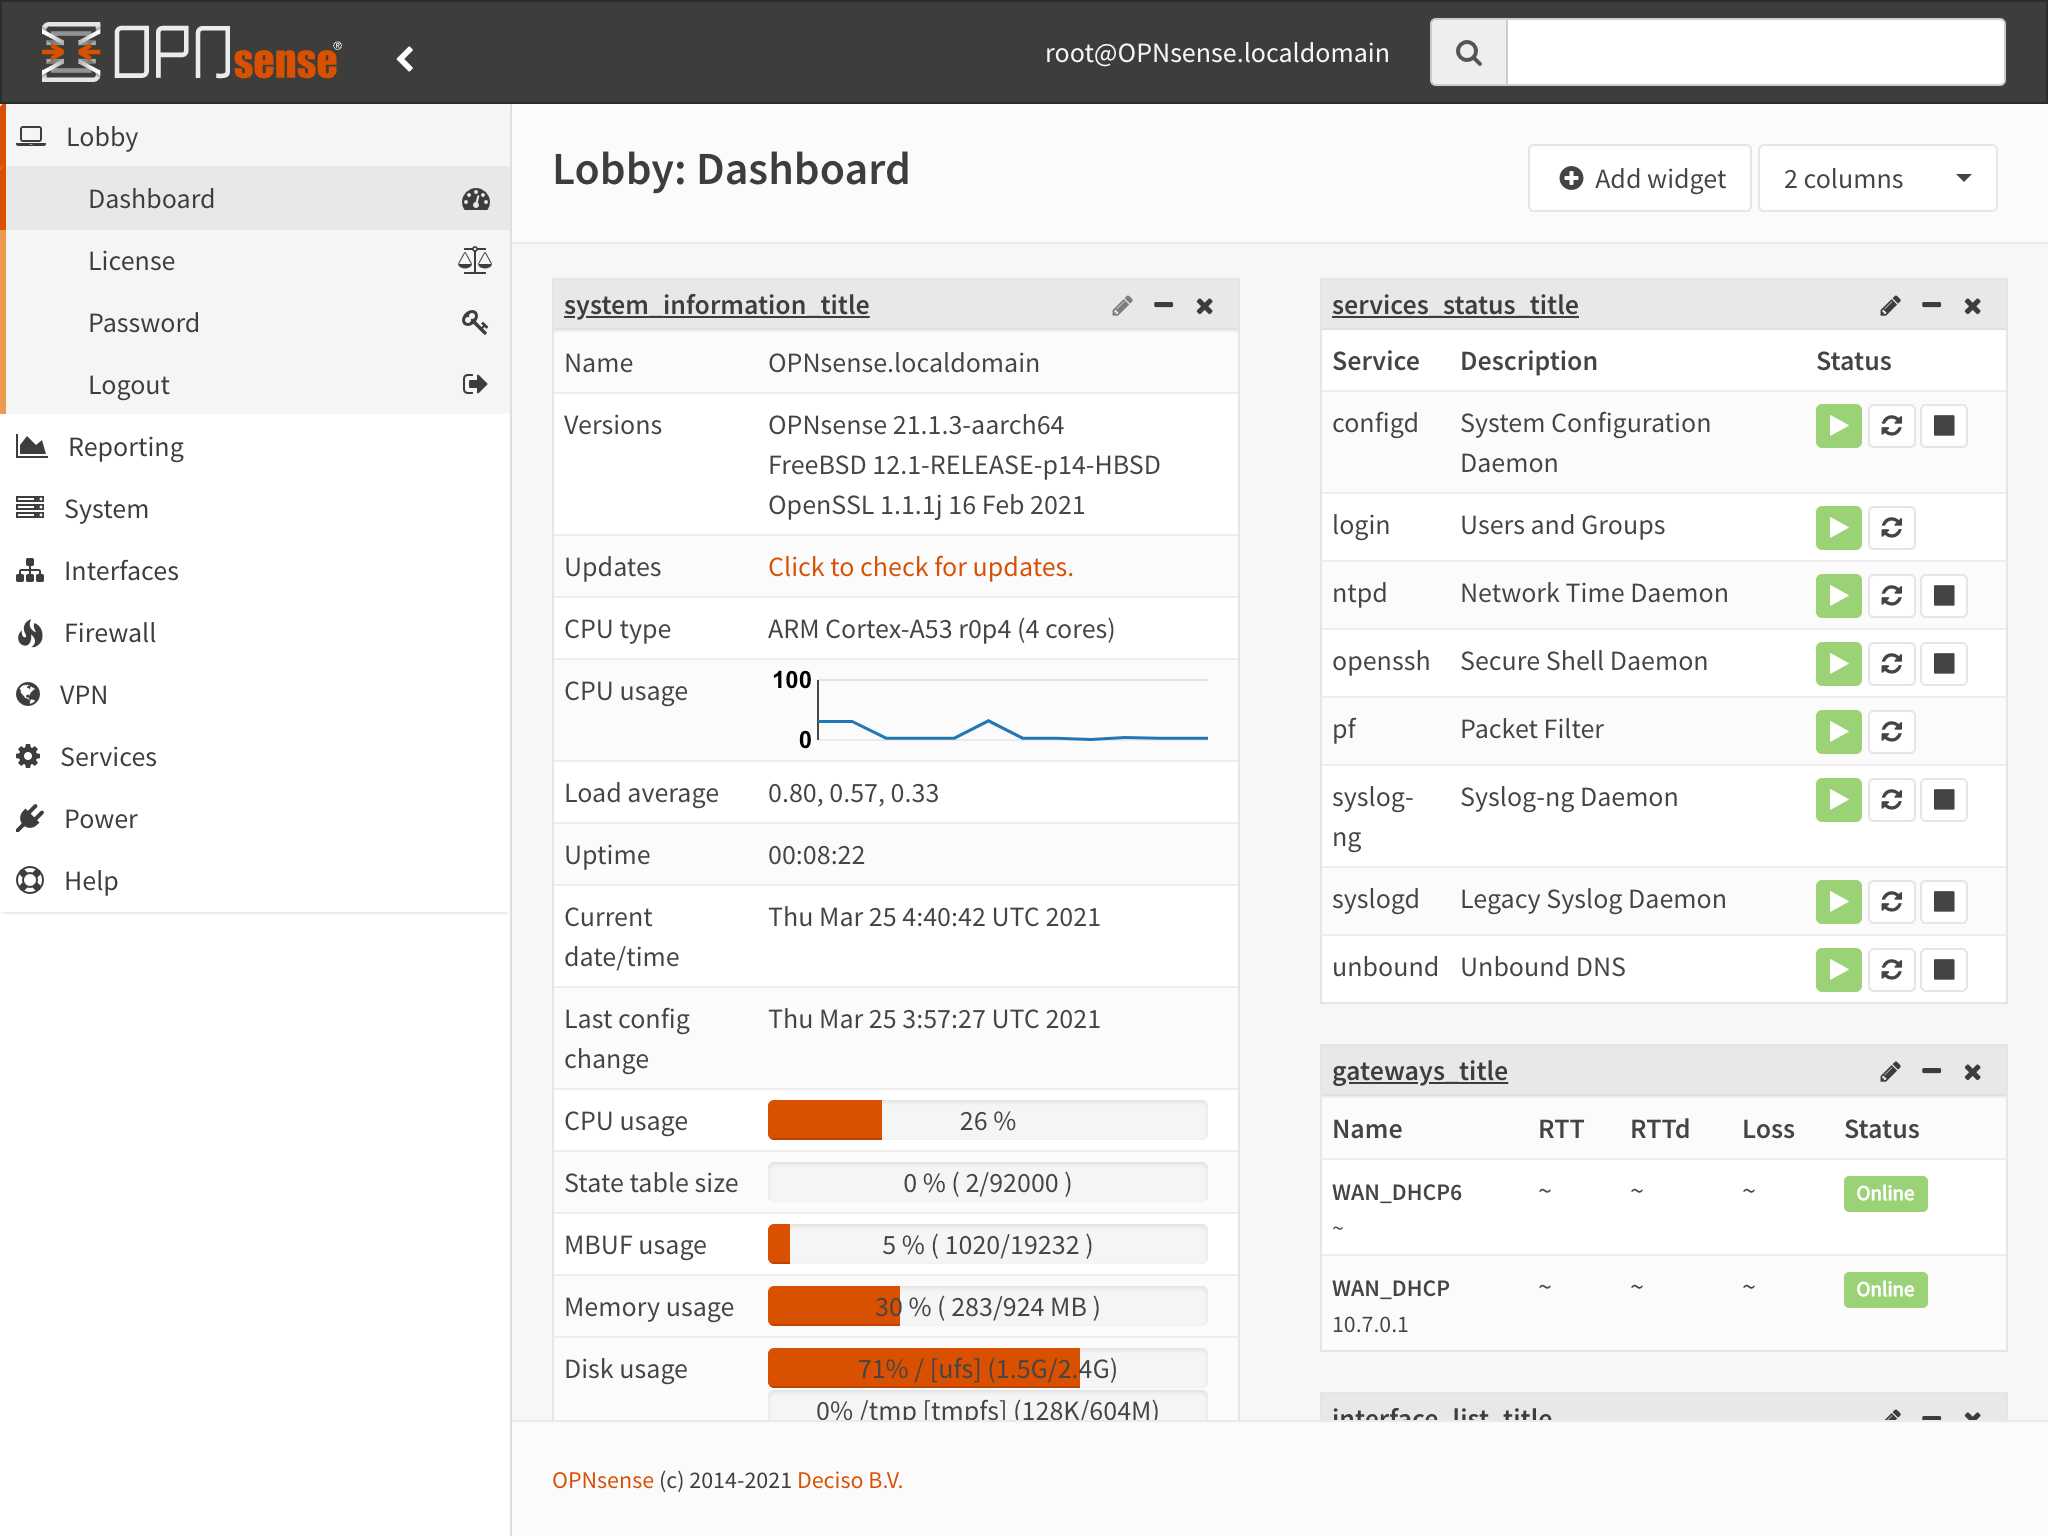 OPNsense®
root@OPNsense.localdomain
Lobby
Dashboard
License
Password
Logout
Reporting
System
Interfaces
Firewall
VPN
Services
Power
Help
Lobby: Dashboard
Add widget
2 columns
system_information_title
Name OPNsense.localdomain
Versions OPNsense 21.1.3-aarch64
FreeBSD 12.1-RELEASE-p14-HBSD
OpenSSL 1.1.1j 16 Feb 2021
Updates Click to check for updates.
CPU type ARM Cortex-A53 r0p4 (4 cores)
CPU usage 100
0
Load average 0.80, 0.57, 0.33
Uptime 00:08:22
Current Thu Mar 25 4:40:42 UTC 2021
date/time
Last config Thu Mar 25 3:57:27 UTC 2021
change
CPU usage 26 %
State table size 0 % ( 2/92000 )
MBUF usage 5 % ( 1020/19232 )
Memory usage 30 % ( 283/924 MB )
Disk usage 71% / [ufs] (1.5G/2.4G)
0% /tmp [tmpfs] (128K/604M)
services_status_title
Service Description Status
configd System Configuration
Daemon
login Users and Groups
ntpd Network Time Daemon
openssh Secure Shell Daemon
pf Packet Filter
syslog- Syslog-ng Daemon
ng
syslogd Legacy Syslog Daemon
unbound Unbound DNS
gateways_title
Name RTT RTTd Loss Status
WAN_DHCP6 ~ ~ ~ Online
~
WAN_DHCP ~ ~ ~ Online
10.7.0.1
interface_list_title
OPNsense (c) 2014-2021 Deciso B.V.